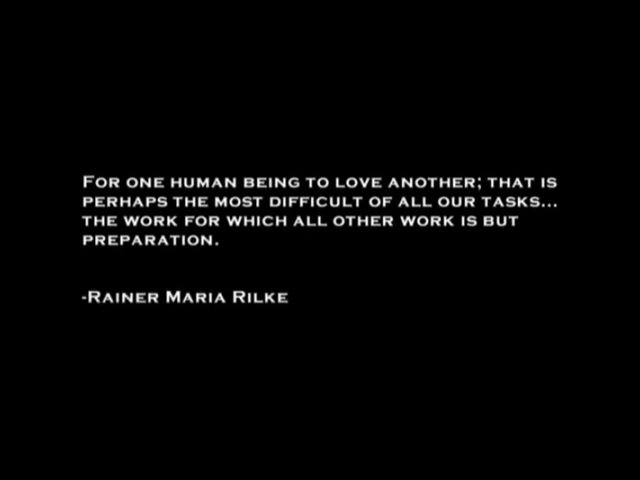 FOR ONE HUMAN BEING TO LOVE ANOTHER; THAT IS
PERHAPS THE MOST DIFFICULT OF ALL OUR TASKS...
THE WORK FOR WHICH ALL OTHER WORK IS BUT
PREPARATION.
-RAINER MARIA RILKE